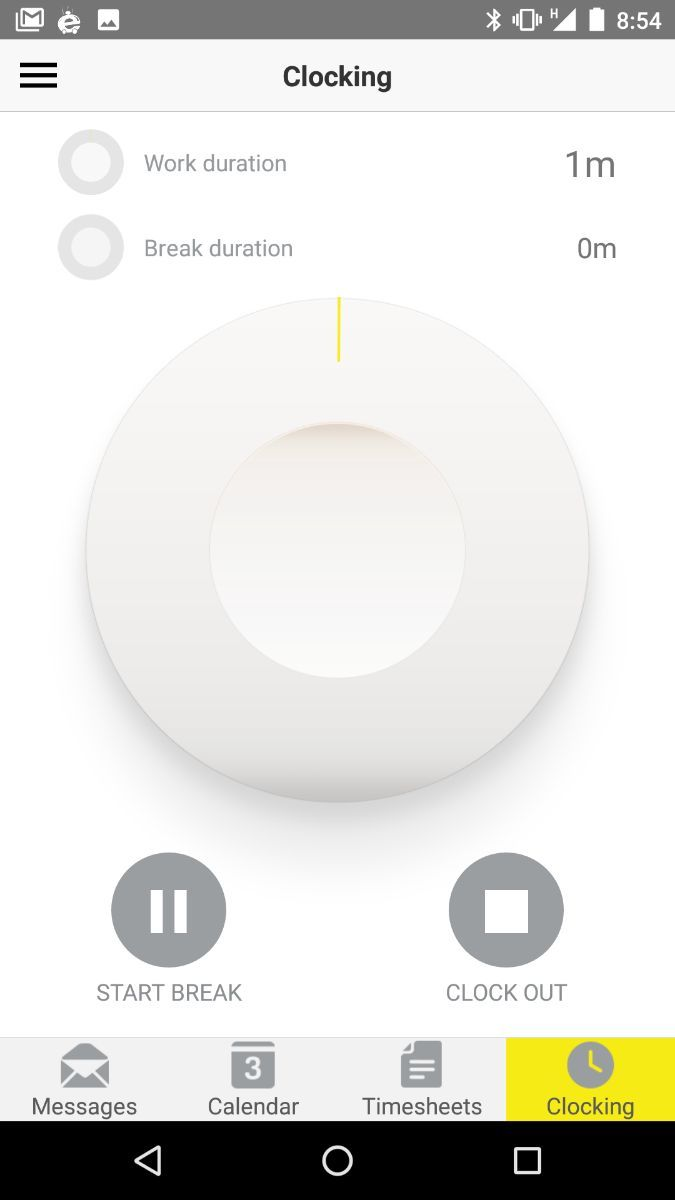 H 8:54
Clocking
Work duration 1m
Break duration 0m
START BREAK CLOCK OUT
3
Messages Calendar Timesheets Clocking